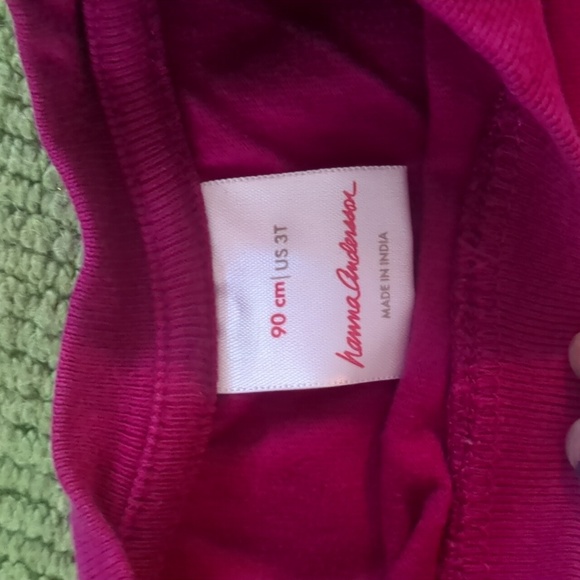 hanna andersson
MADE IN INDIA
90 cm | US 3T